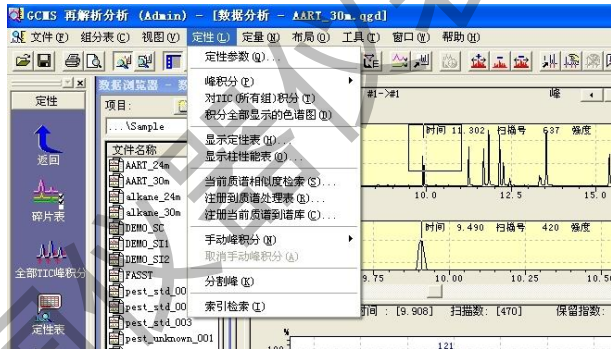 GCMS 再解析分析 (Admin) - [数据分析 - AART_30m.qgd]
文件(F) 组分表(C) 视图(V) 定性(L) 定量(N) 布局(O) 工具(T) 窗口(W) 帮助(H)
定性参数(Q)...
峰积分(P)
对TIC(所有组)积分(T)
积分全部显示的色谱图(D)
显示定性表(H)...
显示柱性能表(O)...
当前质谱相似度检索(S)...
注册到质谱处理表(R)...
注册当前质谱到谱库(C)...
手动峰积分(N)
取消手动峰积分(A)
分割峰(K)
索引检索(I)
定性
返回
碎片表
全部TIC峰积分
定性表
数据浏览器 - 数
项目:
...\Sample
文件名称
AART_24m
AART_30m
alkane_24m
alkane_30m
DEMO_SC
DEMO_SI1
DEMO_SI2
FASST
pest_std_00
pest_std_00
pest_std_003
pest_unknown_001
#1->#1
峰
时间 11.302 扫描号 637 强度
10.0 12.5 15.0
时间 9.490 扫描号 420 强度
9.75 10.00 10.25 10.50
时间 : [9.908] 扫描数: [470] 保留指数:
%
121